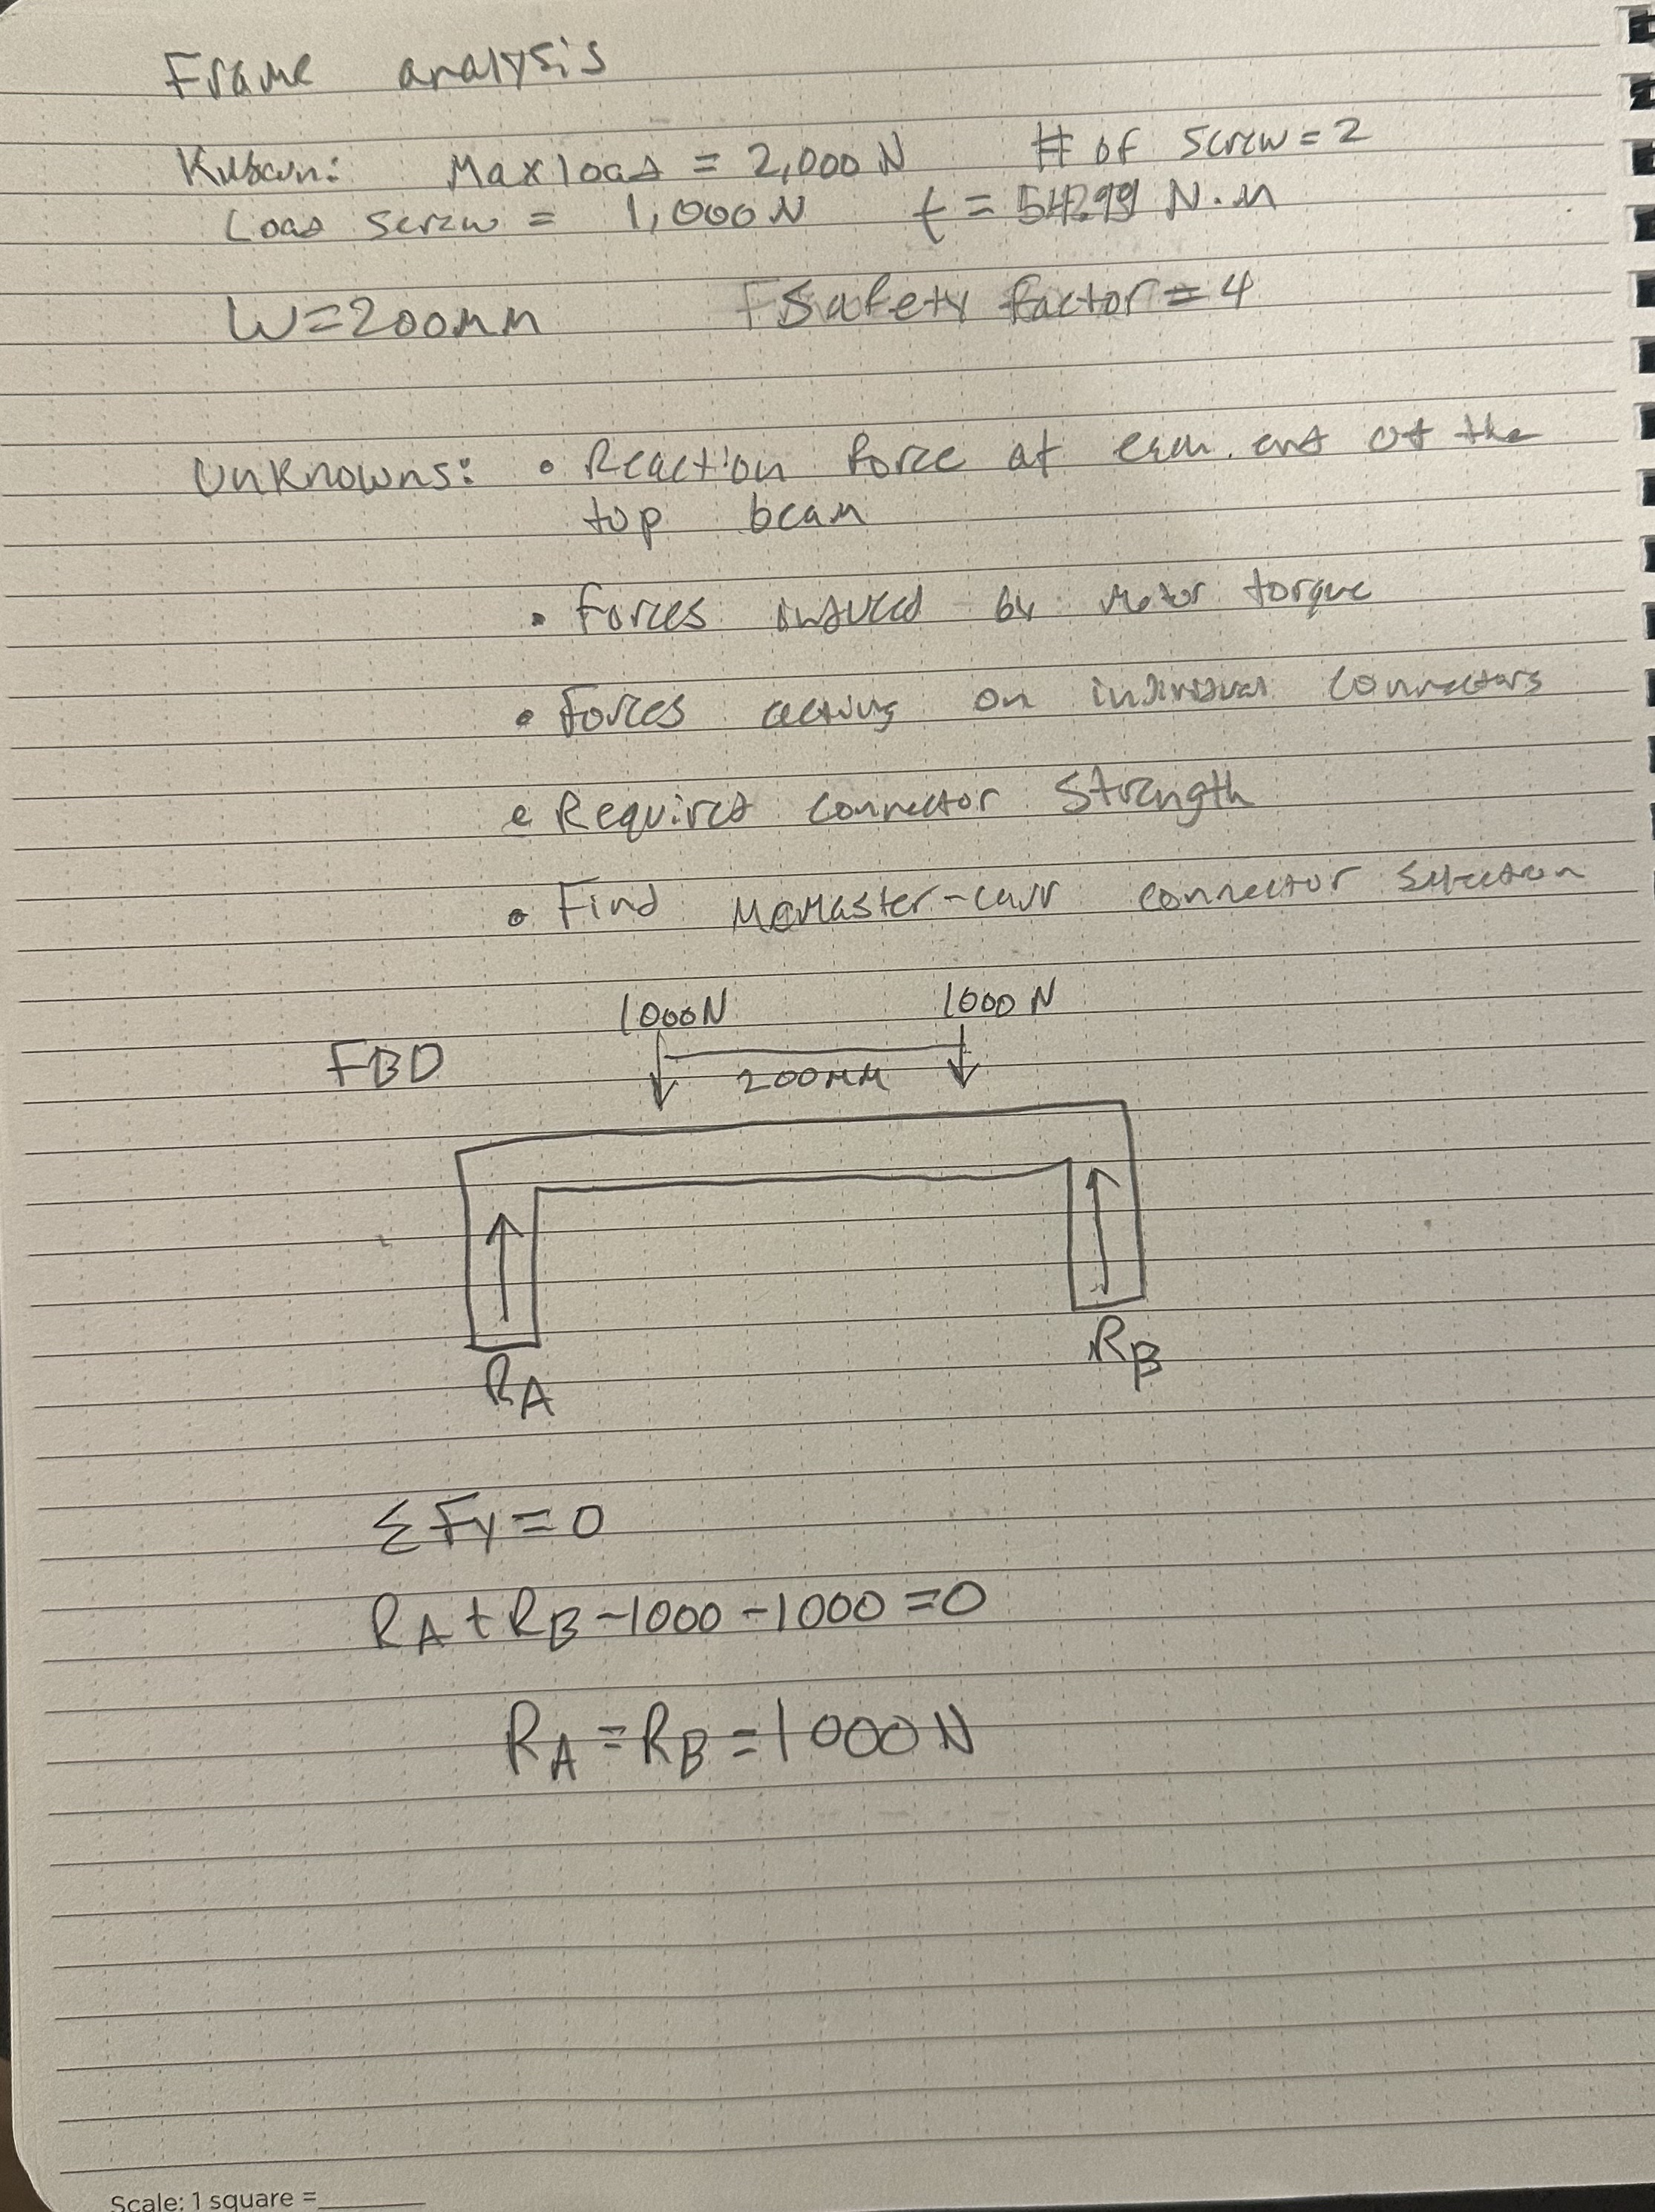 Frame analysis
Known: Max load = 2,000 N # of screw = 2
Load screw = 1,000 N t = N·m
W=200mm Safety factor = 4
Unknowns: • Reaction force at each end of the
top beam
• Forces induced by motor torque
• Forces acting on individual connectors
• Required connector strength
• Find McMaster-carr connector selection
1000N 1000 N
FBD
200mm
RA
RB
ΣFy=0
RA+RB-1000-1000=0
RA=RB=1000N
Scale: 1 square =